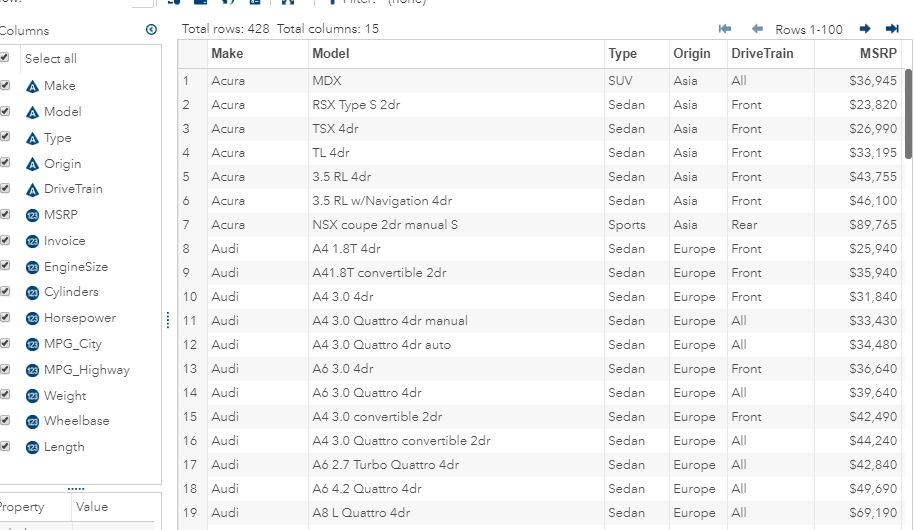 Filter: (none)
Columns
Total rows: 428 Total columns: 15
Rows 1-100
Select all
Make
Model
Type
Origin
DriveTrain
MSRP
Invoice
EngineSize
Cylinders
Horsepower
MPG_City
MPG_Highway
Weight
Wheelbase
Length
Property Value
Make Model Type Origin DriveTrain MSRP
1 Acura MDX SUV Asia All $36,945
2 Acura RSX Type S 2dr Sedan Asia Front $23,820
3 Acura TSX 4dr Sedan Asia Front $26,990
4 Acura TL 4dr Sedan Asia Front $33,195
5 Acura 3.5 RL 4dr Sedan Asia Front $43,755
6 Acura 3.5 RL w/Navigation 4dr Sedan Asia Front $46,100
7 Acura NSX coupe 2dr manual S Sports Asia Rear $89,765
8 Audi A4 1.8T 4dr Sedan Europe Front $25,940
9 Audi A41.8T convertible 2dr Sedan Europe Front $35,940
10 Audi A4 3.0 4dr Sedan Europe Front $31,840
11 Audi A4 3.0 Quattro 4dr manual Sedan Europe All $33,430
12 Audi A4 3.0 Quattro 4dr auto Sedan Europe All $34,480
13 Audi A6 3.0 4dr Sedan Europe Front $36,640
14 Audi A6 3.0 Quattro 4dr Sedan Europe All $39,640
15 Audi A4 3.0 convertible 2dr Sedan Europe Front $42,490
16 Audi A4 3.0 Quattro convertible 2dr Sedan Europe All $44,240
17 Audi A6 2.7 Turbo Quattro 4dr Sedan Europe All $42,840
18 Audi A6 4.2 Quattro 4dr Sedan Europe All $49,690
19 Audi A8 L Quattro 4dr Sedan Europe All $69,190